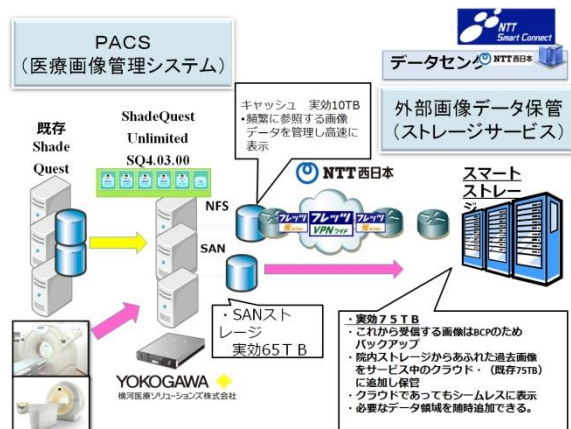 PACS
(医療画像管理システム)
NTT
Smart Connect
データセンタ
NTT西日本
外部画像データ保管
(ストレージサービス)
既存
Shade
Quest
ShadeQuest
Unlimited
SQ4.03.00
キャッシュ 実効10TB
・頻繁に参照する画像
データを管理し高速に
表示
NTT西日本
NFS
SAN
フレッツ
フレッツ
VPN ワイド
フレッツ
スマート
ストレー
ジ
・SANスト
レージ
実効65TB
YOKOGAWA
横河医療ソリューションズ株式会社
・実効75TB
・これから受信する画像はBCPのため
バックアップ
・院内ストレージからあふれた過去画像
をサービス中のクラウド・(既存75TB)
に追加し保管
・クラウドであってもシームレスに表示
・必要なデータ領域を随時追加できる。